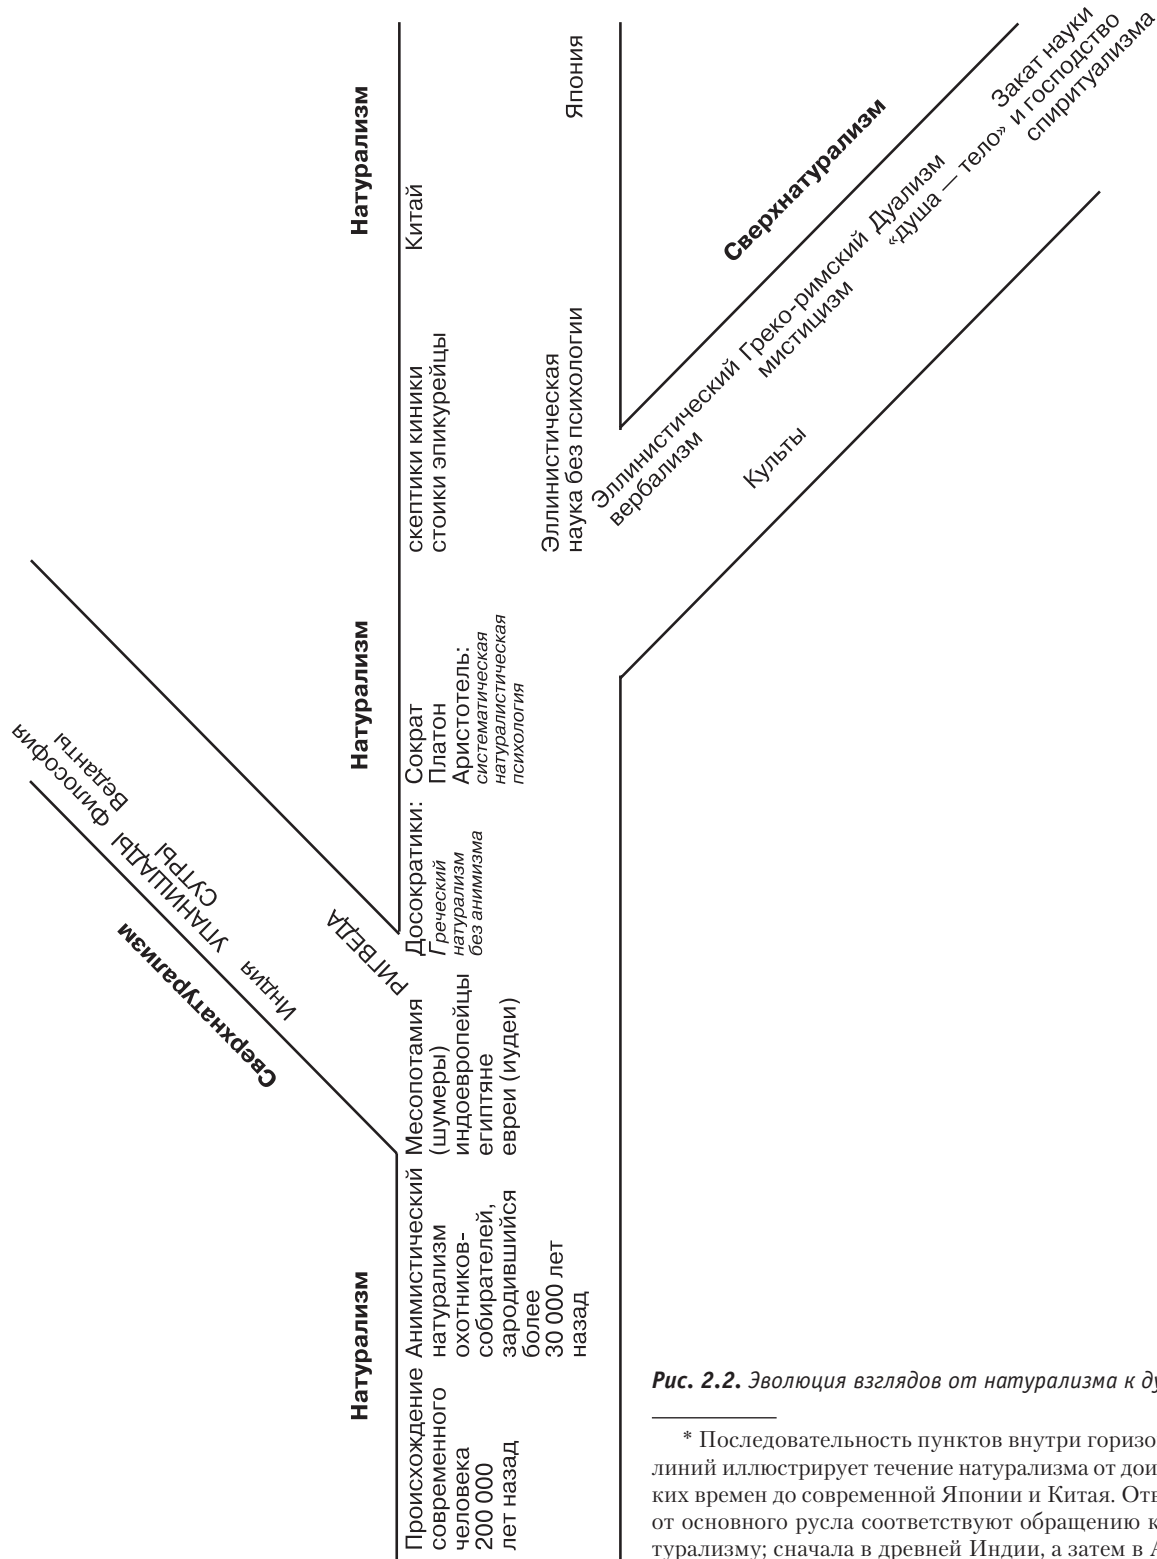 Натурализм
Происхождение
современного
человека
200 000
лет назад
Анимистический
натурализм
охотников-
собирателей,
зародившийся
более
30 000 лет
назад
Месопотамия
(шумеры)
индоевропейцы
египтяне
евреи (иудеи)
Сверхнатурализм
Индия
РИГВЕДА
УПАНИШАДЫ
СУТРЫ
Философия
Веданты
Натурализм
Досократики:
Греческий
натурализм
без анимизма
Сократ
Платон
Аристотель:
систематическая
натуралистическая
психология
скептики киники
стоики эпикурейцы
Эллинистическая
наука без психологии
Натурализм
Китай
Япония
Сверхнатурализм
Эллинистический
вербализм
Культы
Греко-римский
мистицизм
Дуализм
«душа — тело»
Закат науки
и господство
спиритуализма
Рис. 2.2. Эволюция взглядов от натурализма к
* Последовательность пунктов внутри
линий иллюстрирует течение натурализма от
ких времен до современной Японии и Китая.
от основного русла соответствуют обращению
турализму; сначала в древней Индии, а затем в